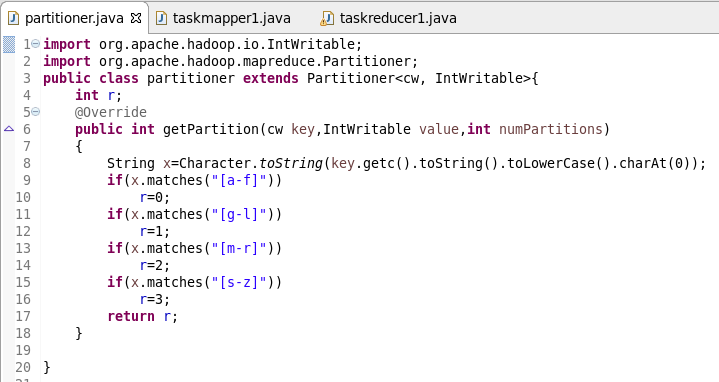 partitioner.java taskmapper1.java taskreducer1.java
1 import org.apache.hadoop.io.IntWritable;
2 import org.apache.hadoop.mapreduce.Partitioner;
3 public class partitioner extends Partitioner<cw, IntWritable>{
4 int r;
5 @Override
6 public int getPartition(cw key,IntWritable value,int numPartitions)
7 {
8 String x=Character.toString(key.getc().toString().toLowerCase().charAt(0));
9 if(x.matches("[a-f]"))
10 r=0;
11 if(x.matches("[g-l]"))
12 r=1;
13 if(x.matches("[m-r]"))
14 r=2;
15 if(x.matches("[s-z]"))
16 r=3;
17 return r;
18 }
19
20 }